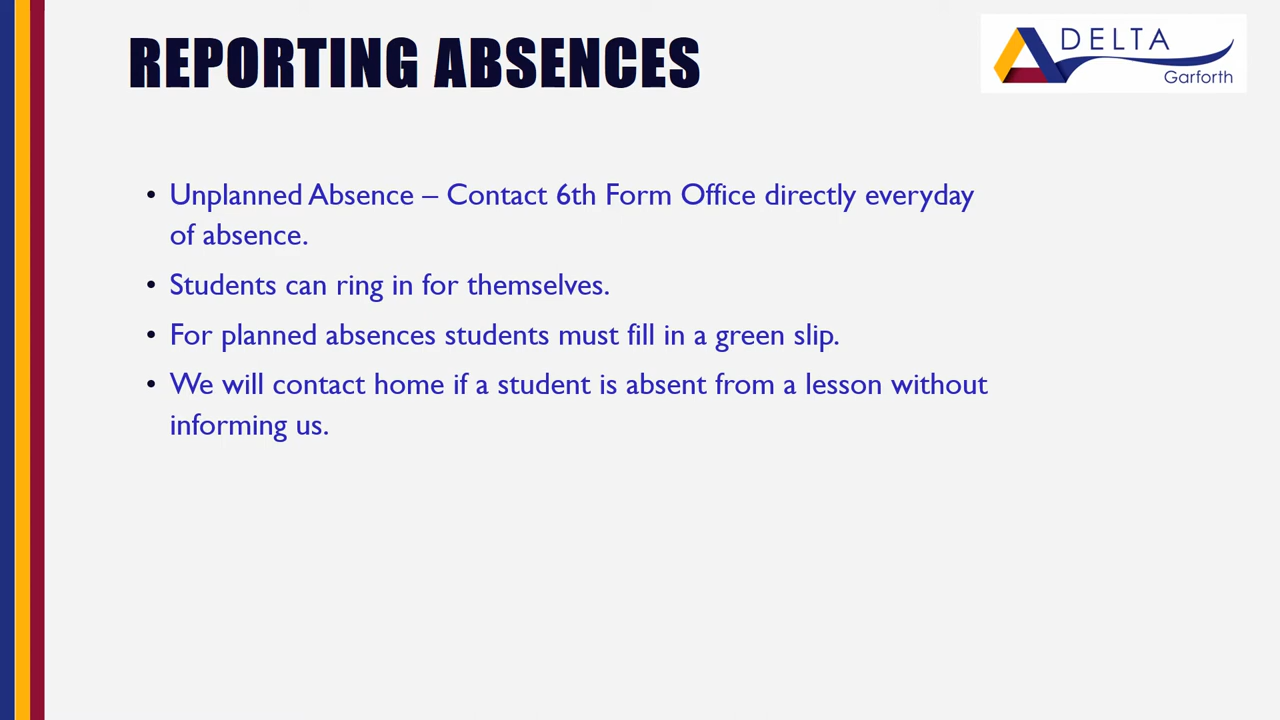 REPORTING ABSENCES
DELTA
Garforth
• Unplanned Absence – Contact 6th Form Office directly everyday
of absence.
• Students can ring in for themselves.
• For planned absences students must fill in a green slip.
• We will contact home if a student is absent from a lesson without
informing us.